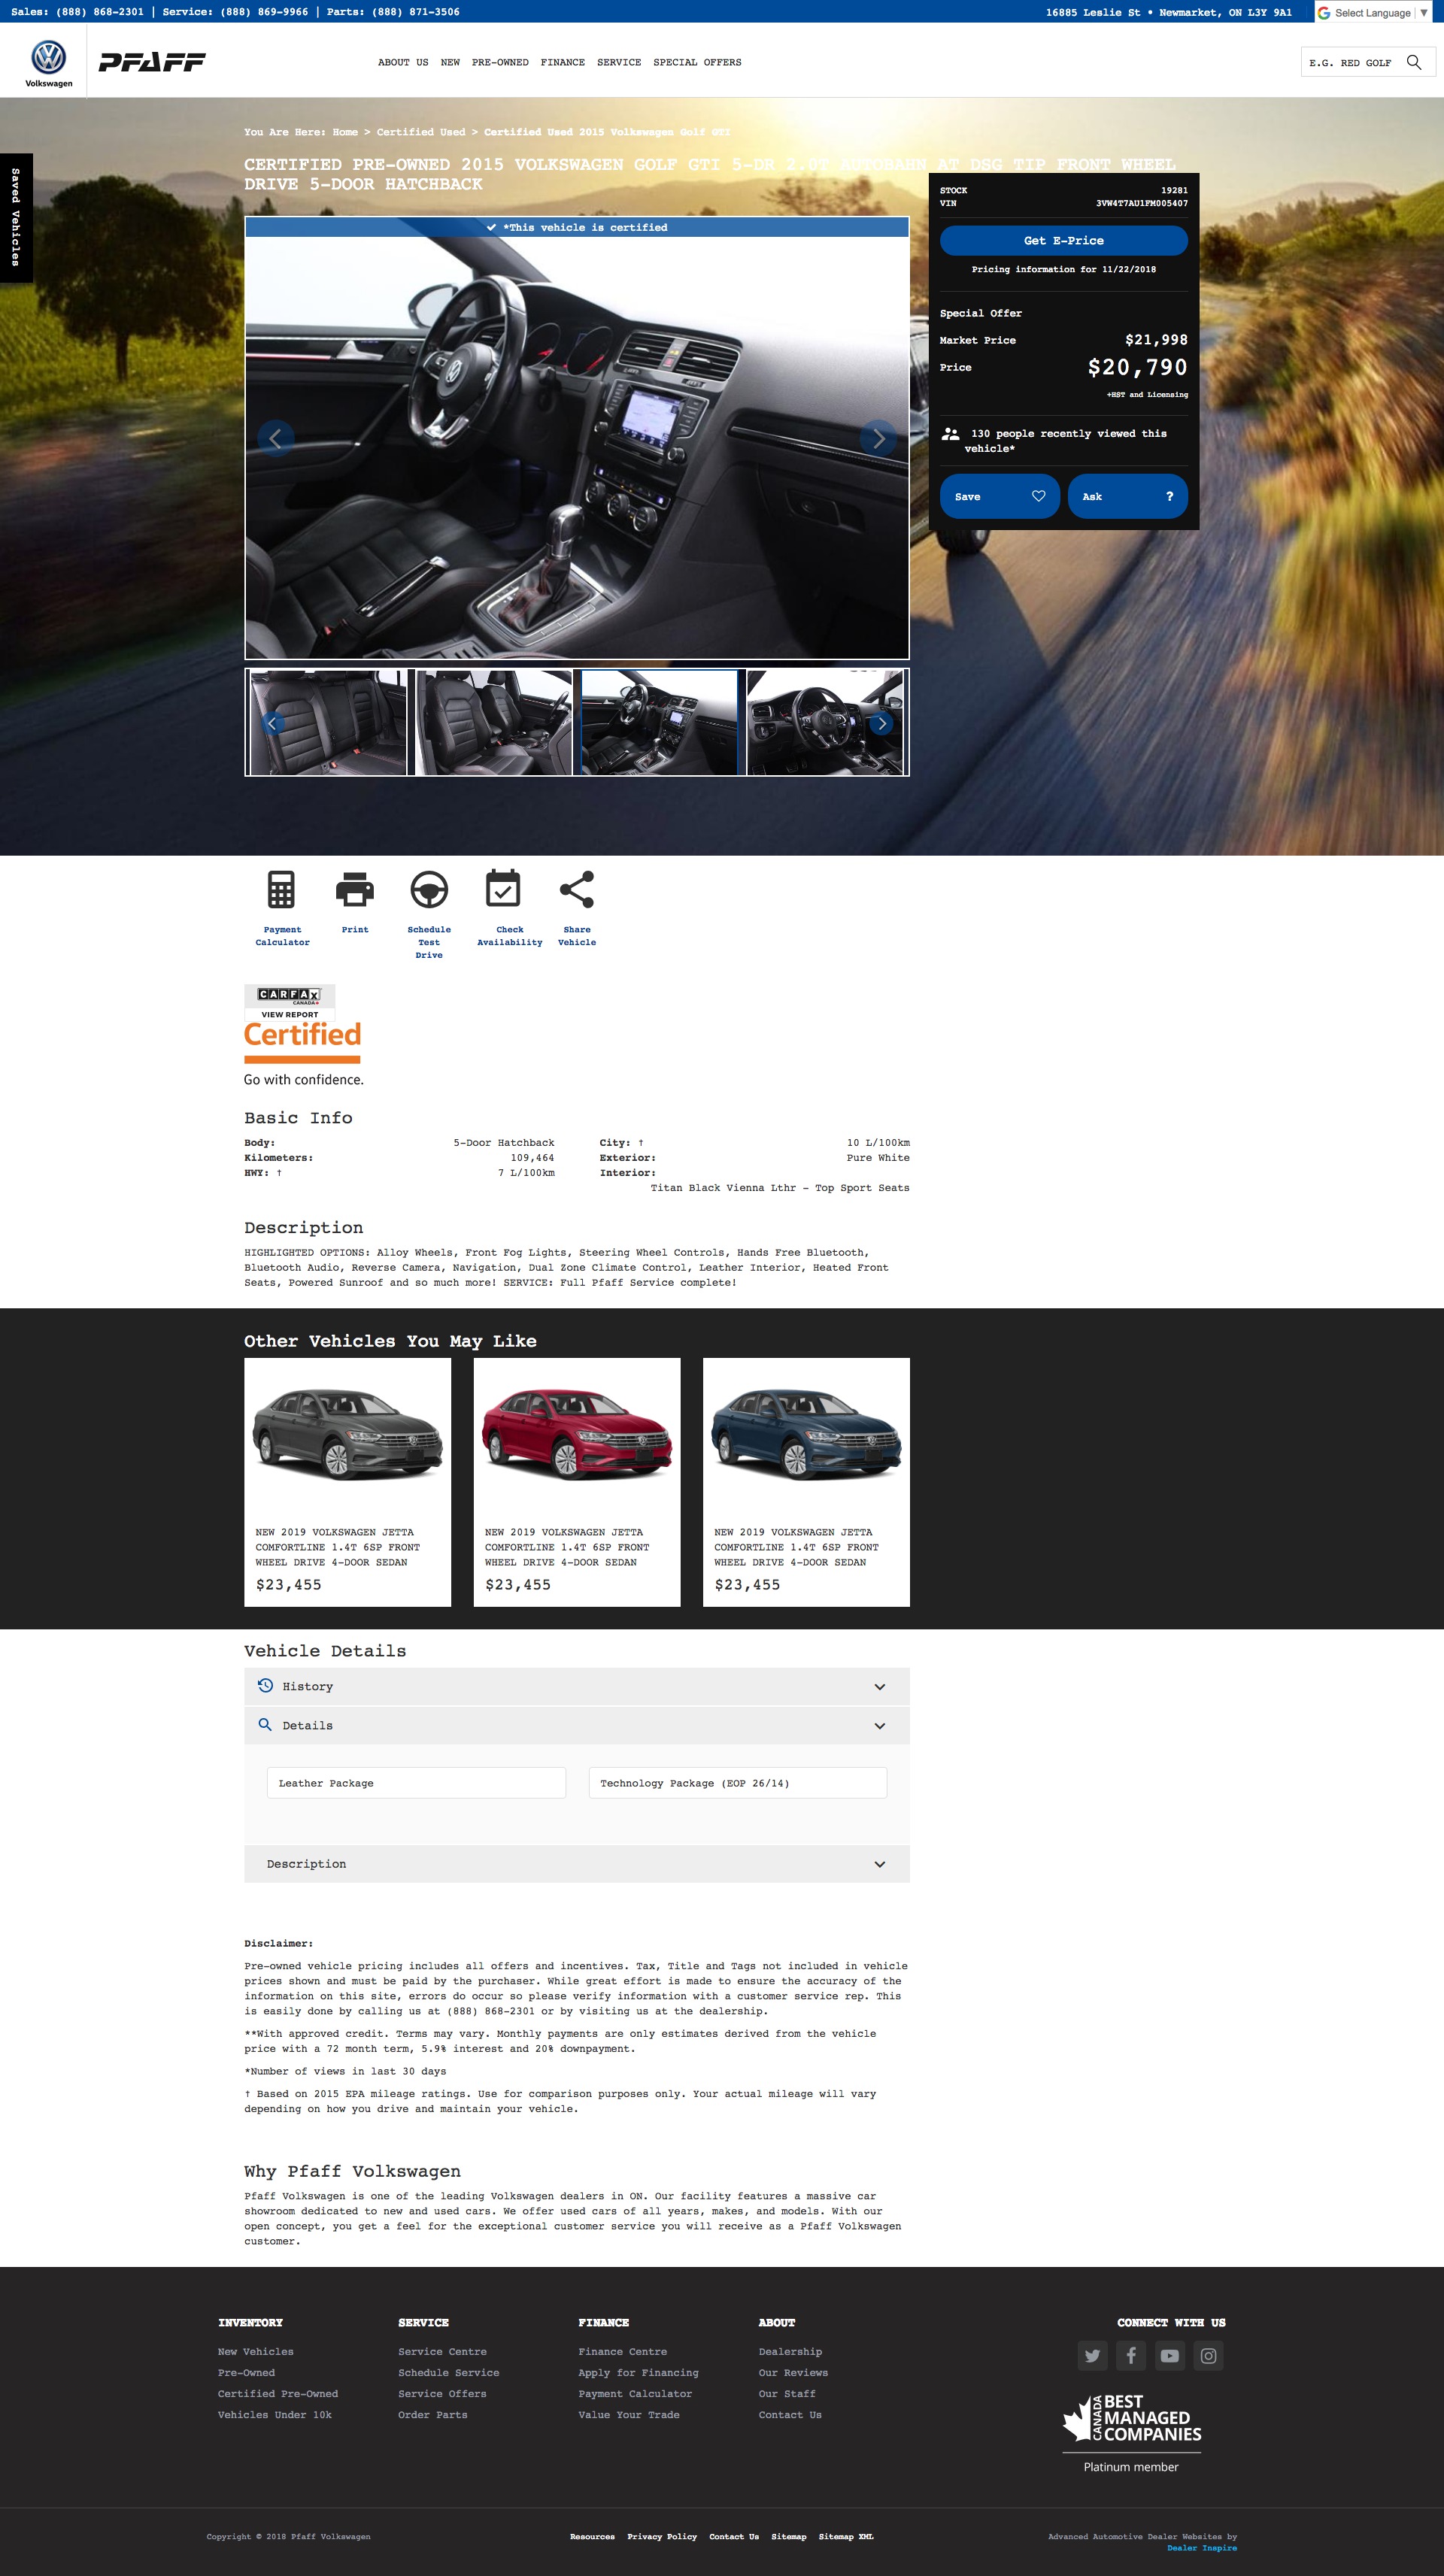 Sales: (888) 868-2301 | Service: (888) 869-9966 | Parts: (888) 871-3506
16885 Leslie St • Newmarket, ON L3Y 9A1
Select Language ▼
Volkswagen
PFAFF
ABOUT US NEW PRE-OWNED FINANCE SERVICE SPECIAL OFFERS
E.G. RED GOLF
Saved Vehicles
You Are Here: Home > Certified Used > Certified Used 2015 Volkswagen Golf GTI
CERTIFIED PRE-OWNED 2015 VOLKSWAGEN GOLF GTI 5-DR 2.0T AUTOBAHN AT DSG TIP FRONT WHEEL
DRIVE 5-DOOR HATCHBACK
*This vehicle is certified
STOCK 19281
VIN 3VW4T7AU1FM005407
Get E-Price
Pricing information for 11/22/2018
Special Offer
Market Price $21,998
Price $20,790
+HST and Licensing
130 people recently viewed this
vehicle*
Save
Ask ?
Payment
Calculator
Print
Schedule
Test
Drive
Check
Availability
Share
Vehicle
CARFAX
CANADA
VIEW REPORT
Certified
Go with confidence.
Basic Info
Body: 5-Door Hatchback
Kilometers: 109,464
HWY: † 7 L/100km
City: † 10 L/100km
Exterior: Pure White
Interior:
Titan Black Vienna Lthr - Top Sport Seats
Description
HIGHLIGHTED OPTIONS: Alloy Wheels, Front Fog Lights, Steering Wheel Controls, Hands Free Bluetooth,
Bluetooth Audio, Reverse Camera, Navigation, Dual Zone Climate Control, Leather Interior, Heated Front
Seats, Powered Sunroof and so much more! SERVICE: Full Pfaff Service complete!
Other Vehicles You May Like
NEW 2019 VOLKSWAGEN JETTA
COMFORTLINE 1.4T 6SP FRONT
WHEEL DRIVE 4-DOOR SEDAN
$23,455
NEW 2019 VOLKSWAGEN JETTA
COMFORTLINE 1.4T 6SP FRONT
WHEEL DRIVE 4-DOOR SEDAN
$23,455
NEW 2019 VOLKSWAGEN JETTA
COMFORTLINE 1.4T 6SP FRONT
WHEEL DRIVE 4-DOOR SEDAN
$23,455
Vehicle Details
History
Details
Leather Package
Technology Package (EOP 26/14)
Description
Disclaimer:
Pre-owned vehicle pricing includes all offers and incentives. Tax, Title and Tags not included in vehicle
prices shown and must be paid by the purchaser. While great effort is made to ensure the accuracy of the
information on this site, errors do occur so please verify information with a customer service rep. This
is easily done by calling us at (888) 868-2301 or by visiting us at the dealership.
**With approved credit. Terms may vary. Monthly payments are only estimates derived from the vehicle
price with a 72 month term, 5.9% interest and 20% downpayment.
*Number of views in last 30 days
† Based on 2015 EPA mileage ratings. Use for comparison purposes only. Your actual mileage will vary
depending on how you drive and maintain your vehicle.
Why Pfaff Volkswagen
Pfaff Volkswagen is one of the leading Volkswagen dealers in ON. Our facility features a massive car
showroom dedicated to new and used cars. We offer used cars of all years, makes, and models. With our
open concept, you get a feel for the exceptional customer service you will receive as a Pfaff Volkswagen
customer.
INVENTORY
New Vehicles
Pre-Owned
Certified Pre-Owned
Vehicles Under 10k
SERVICE
Service Centre
Schedule Service
Service Offers
Order Parts
FINANCE
Finance Centre
Apply for Financing
Payment Calculator
Value Your Trade
ABOUT
Dealership
Our Reviews
Our Staff
Contact Us
CONNECT WITH US
CANADA
BEST
MANAGED
COMPANIES
Platinum member
Copyright © 2018 Pfaff Volkswagen
Resources Privacy Policy Contact Us Sitemap Sitemap XML
Advanced Automotive Dealer Websites by
Dealer Inspire